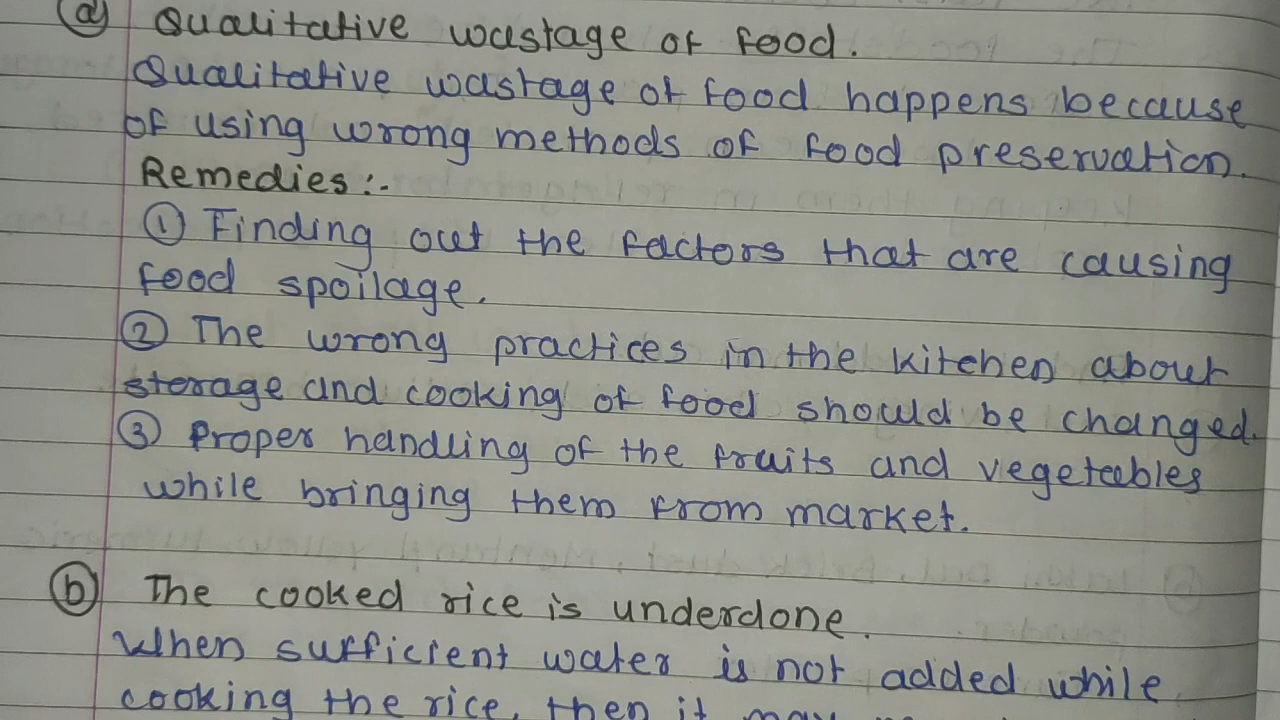 (a) Qualitative wastage of food.
Qualitative wastage of food happens because
of using wrong methods of food preservation.
Remedies :-
① Finding out the factors that are causing
food spoilage.
② The wrong practices in the kitchen about
storage and cooking of food should be changed.
③ Proper handling of the fruits and vegetables
while bringing them from market.
(b) The cooked rice is underdone.
When sufficient water is not added while
cooking the rice, then it may